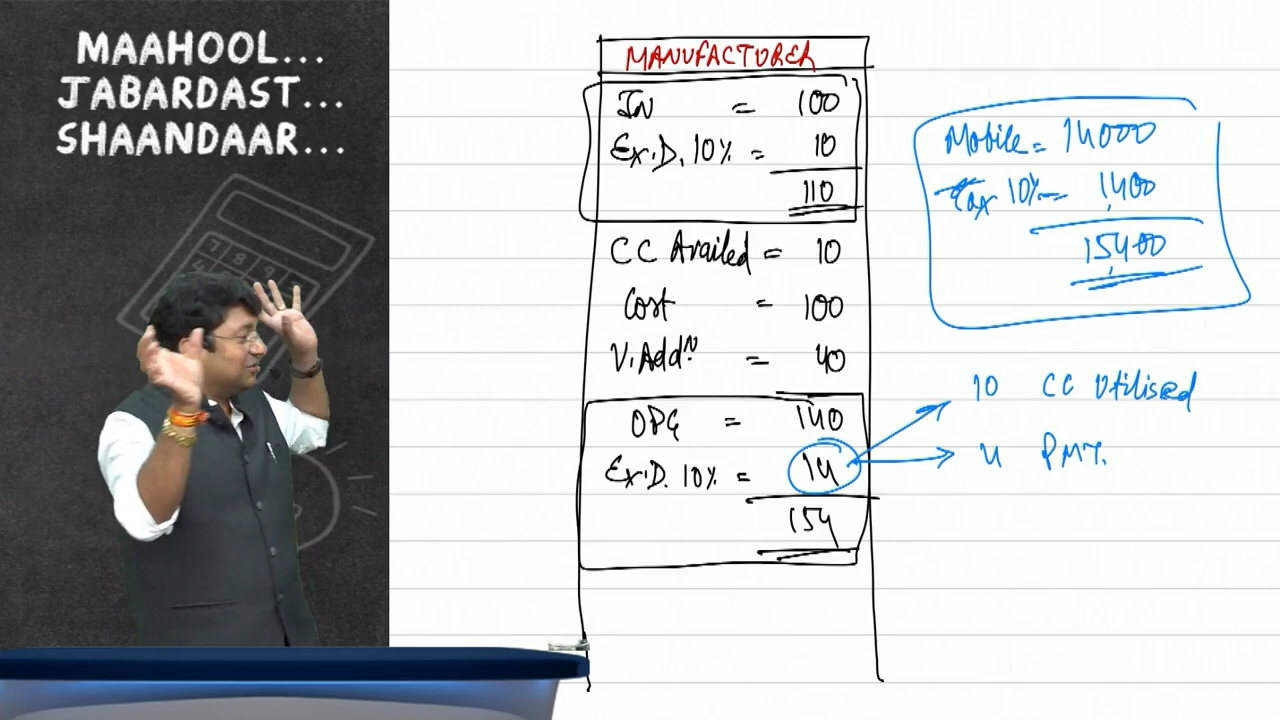 MAAHOOL...
JABARDAST...
SHAANDAAR...
MANUFACTURER
IN = 100
Ex.D. 10% = 10
110
CC Availed = 10
Cost = 100
V. Addn. = 40
OPG = 140
Ex.D. 10% = 14
154
Mobile = 14000
Tax 10% = 1400
15400
10 CC Utilised
4 PMT.